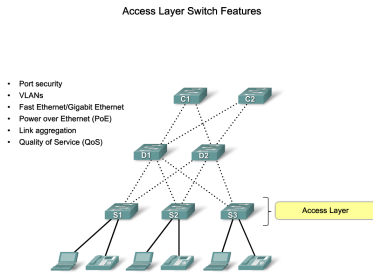 Access Layer Switch Features
• Port security
• VLANs
• Fast Ethernet/Gigabit Ethernet
• Power over Ethernet (PoE)
• Link aggregation
• Quality of Service (QoS)
C1 C2
D1 D2
S1 S2 S3
Access Layer